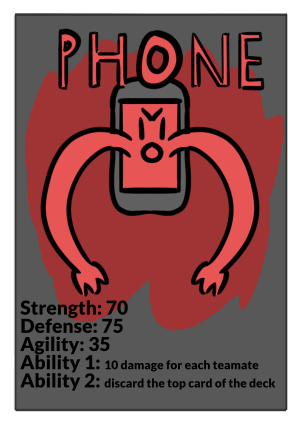 PHONE
Strength: 70
Defense: 75
Agility: 35
Ability 1: 10 damage for each teamate
Ability 2: discard the top card of the deck